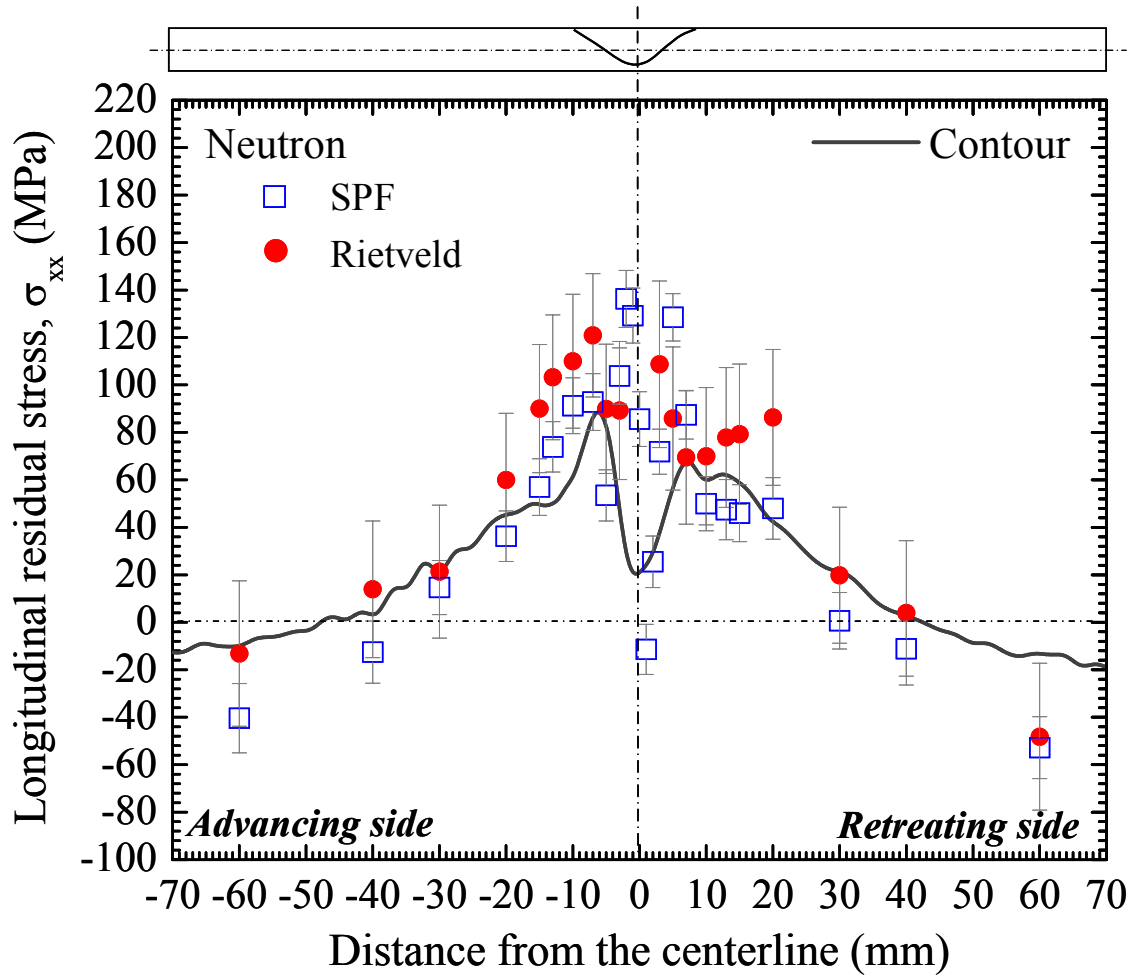 220
200
180
160
140
120
100
80
60
40
20
0
-20
-40
-60
-80
-100
Longitudinal residual stress, σxx (MPa)
Neutron
SPF
Rietveld
Contour
Advancing side
Retreating side
-70 -60 -50 -40 -30 -20 -10 0 10 20 30 40 50 60 70
Distance from the centerline (mm)